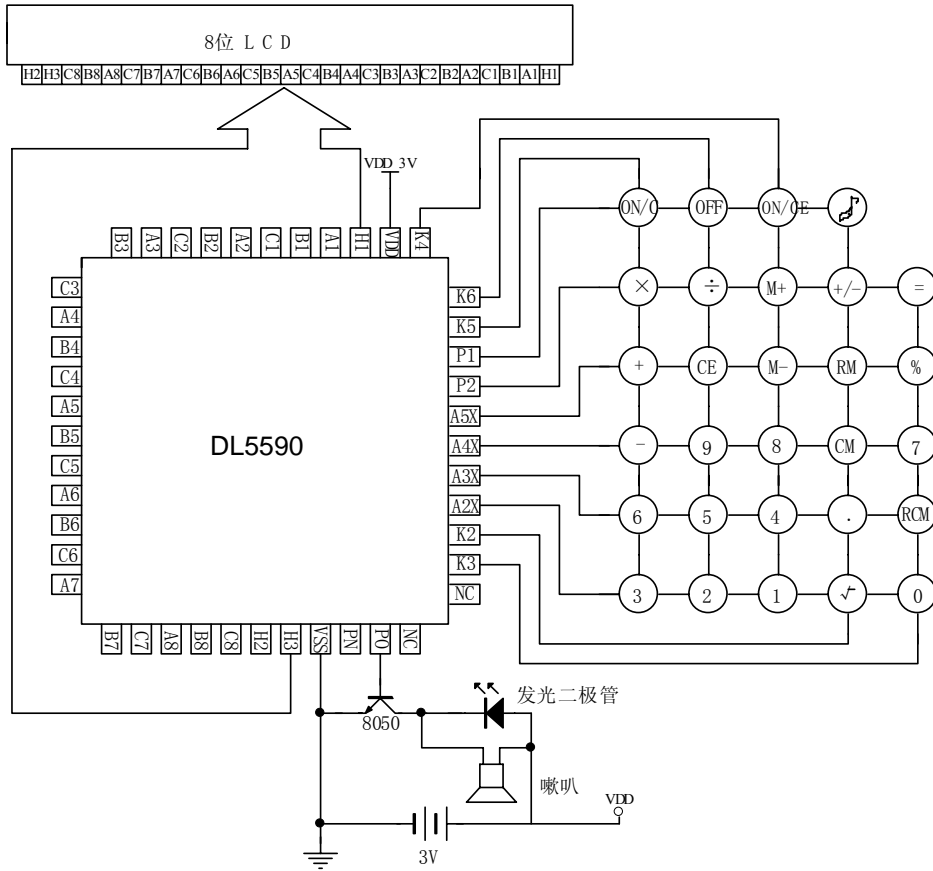 8位 L C D
H2 H3 C8 B8 A8 C7 B7 A7 C6 B6 A6 C5 B5 A5 C4 B4 A4 C3 B3 A3 C2 B2 A2 C1 B1 A1 H1
VDD 3V
ON/C OFF ON/CE
B3 A3 C2 B2 A2 C1 B1 A1 H1 VDD K4
× ÷ M+ +/- =
+ CE M- RM %
- 9 8 CM 7
6 5 4 . RCM
3 2 1 √ 0
C3
A4
B4
C4
A5
B5
C5
A6
B6
C6
A7
DL5590
K6
K5
P1
P2
A5X
A4X
A3X
A2X
K2
K3
NC
B7 C7 A8 B8 C8 H2 H3 VSS PN PO NC
发光二极管
8050
喇叭
VDD
3V